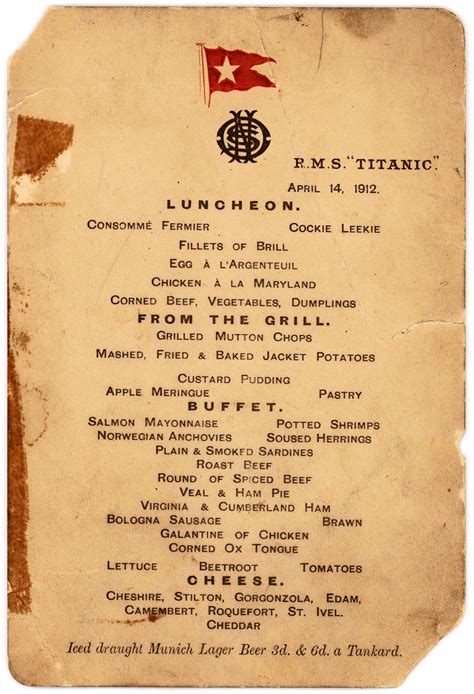 R.M.S. "TITANIC."
APRIL 14, 1912.
LUNCHEON.
CONSOMMÉ FERMIER COCKIE LEEKIE
FILLETS OF BRILL
EGG À L'ARGENTEUIL
CHICKEN À LA MARYLAND
CORNED BEEF, VEGETABLES, DUMPLINGS
FROM THE GRILL.
GRILLED MUTTON CHOPS
MASHED, FRIED & BAKED JACKET POTATOES
CUSTARD PUDDING
APPLE MERINGUE PASTRY
BUFFET.
SALMON MAYONNAISE POTTED SHRIMPS
NORWEGIAN ANCHOVIES SOUSED HERRINGS
PLAIN & SMOKED SARDINES
ROAST BEEF
ROUND OF SPICED BEEF
VEAL & HAM PIE
VIRGINIA & CUMBERLAND HAM
BOLOGNA SAUSAGE BRAWN
GALANTINE OF CHICKEN
CORNED OX TONGUE
LETTUCE BEETROOT TOMATOES
CHEESE.
CHESHIRE, STILTON, GORGONZOLA, EDAM,
CAMEMBERT, ROQUEFORT, ST. IVEL.
CHEDDAR
Iced draught Munich Lager Beer 3d. & 6d. a Tankard.